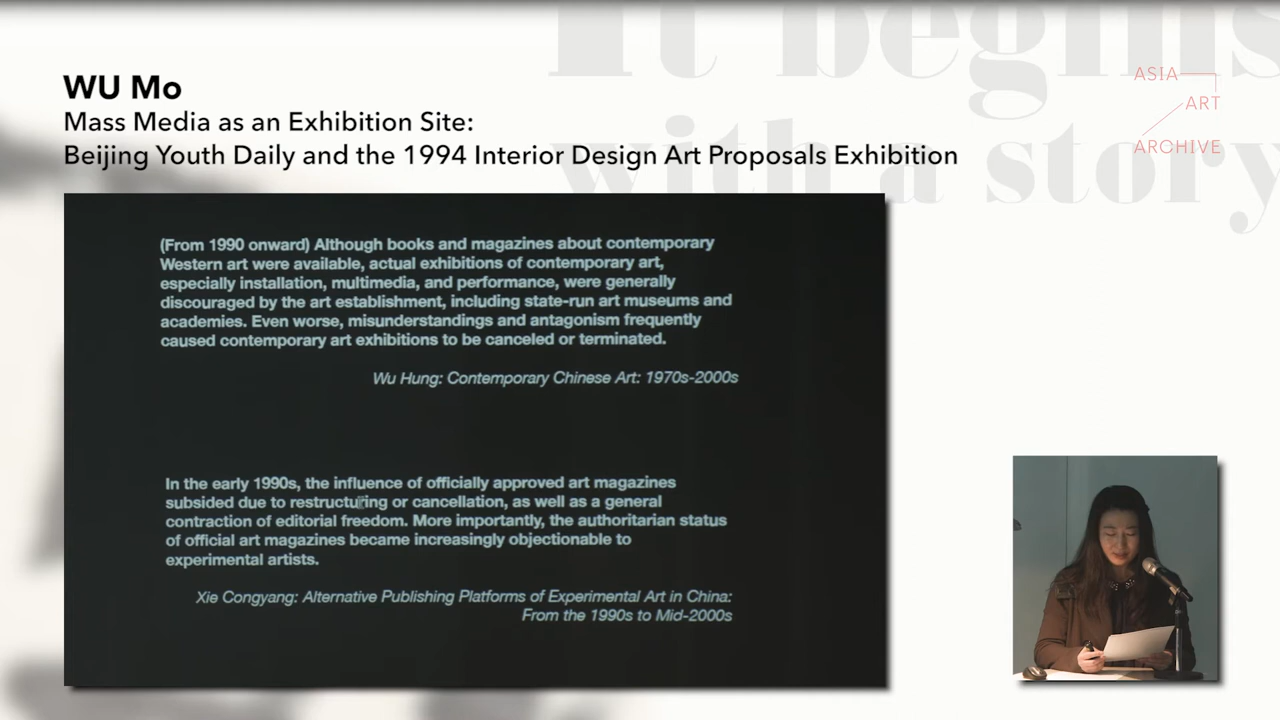 It begins
with a story
ASIA
ART
ARCHIVE
WU Mo
Mass Media as an Exhibition Site:
Beijing Youth Daily and the 1994 Interior Design Art Proposals Exhibition
(From 1990 onward) Although books and magazines about contemporary
Western art were available, actual exhibitions of contemporary art,
especially installation, multimedia, and performance, were generally
discouraged by the art establishment, including state-run art museums and
academies. Even worse, misunderstandings and antagonism frequently
caused contemporary art exhibitions to be canceled or terminated.
Wu Hung: Contemporary Chinese Art: 1970s-2000s
In the early 1990s, the influence of officially approved art magazines
subsided due to restructuring or cancellation, as well as a general
contraction of editorial freedom. More importantly, the authoritarian status
of official art magazines became increasingly objectionable to
experimental artists.
Xie Congyang: Alternative Publishing Platforms of Experimental Art in China:
From the 1990s to Mid-2000s